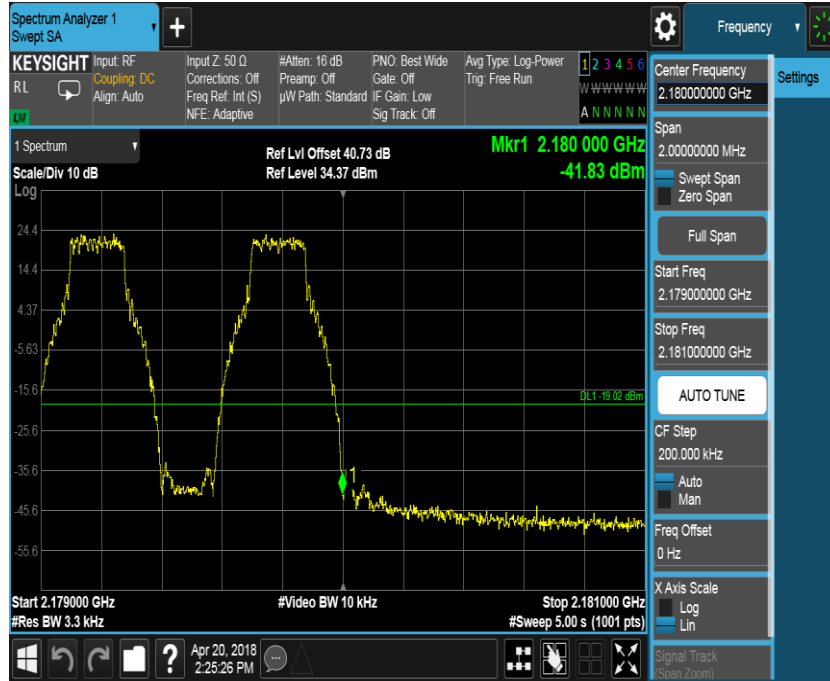 Spectrum Analyzer 1
Swept SA
+
Frequency
KEYSIGHT
RL
LXI
Input: RF
Coupling: DC
Align: Auto
Input Z: 50 Ω
Corrections: Off
Freq Ref: Int (S)
NFE: Adaptive
#Atten: 16 dB
Preamp: Off
µW Path: Standard
PNO: Best Wide
Gate: Off
IF Gain: Low
Sig Track: Off
Avg Type: Log-Power
Trig: Free Run
1 2 3 4 5 6
W W W W W W
A N N N N N
Center Frequency
2.180000000 GHz
Settings
Span
2.00000000 MHz
Swept Span
Zero Span
Full Span
Start Freq
2.179000000 GHz
Stop Freq
2.181000000 GHz
AUTO TUNE
CF Step
200.000 kHz
Auto
Man
Freq Offset
0 Hz
X Axis Scale
Log
Lin
Signal Track
(Span Zoom)
1 Spectrum
Scale/Div 10 dB
Log
Ref Lvl Offset 40.73 dB
Ref Level 34.37 dBm
Mkr1 2.180 000 GHz
-41.83 dBm
24.4
14.4
4.37
-5.63
-15.6
DL1 -19.02 dBm
-25.6
-35.6
1
-45.6
-55.6
Start 2.179000 GHz
#Res BW 3.3 kHz
#Video BW 10 kHz
Stop 2.181000 GHz
#Sweep 5.00 s (1001 pts)
?
Apr 20, 2018
2:25:26 PM